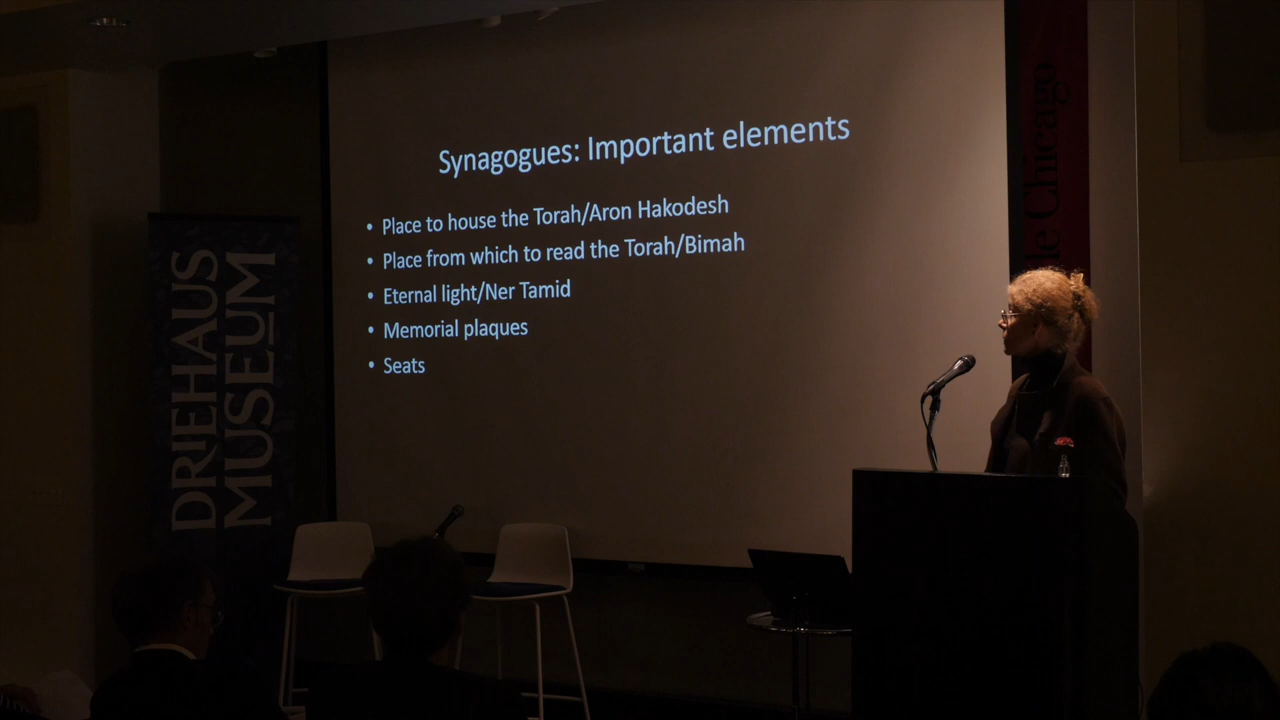 Synagogues: Important elements
• Place to house the Torah/Aron Hakodesh
• Place from which to read the Torah/Bimah
• Eternal light/Ner Tamid
• Memorial plaques
• Seats
DRIEHAUS
MUSEUM
Chicago